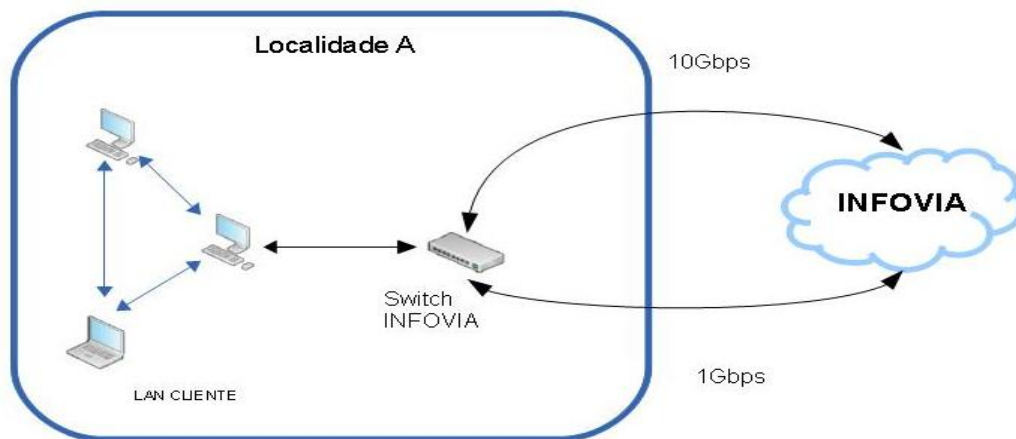 Localidade A
10Gbps
INFOVIA
Switch
INFOVIA
1Gbps
LAN CLIENTE